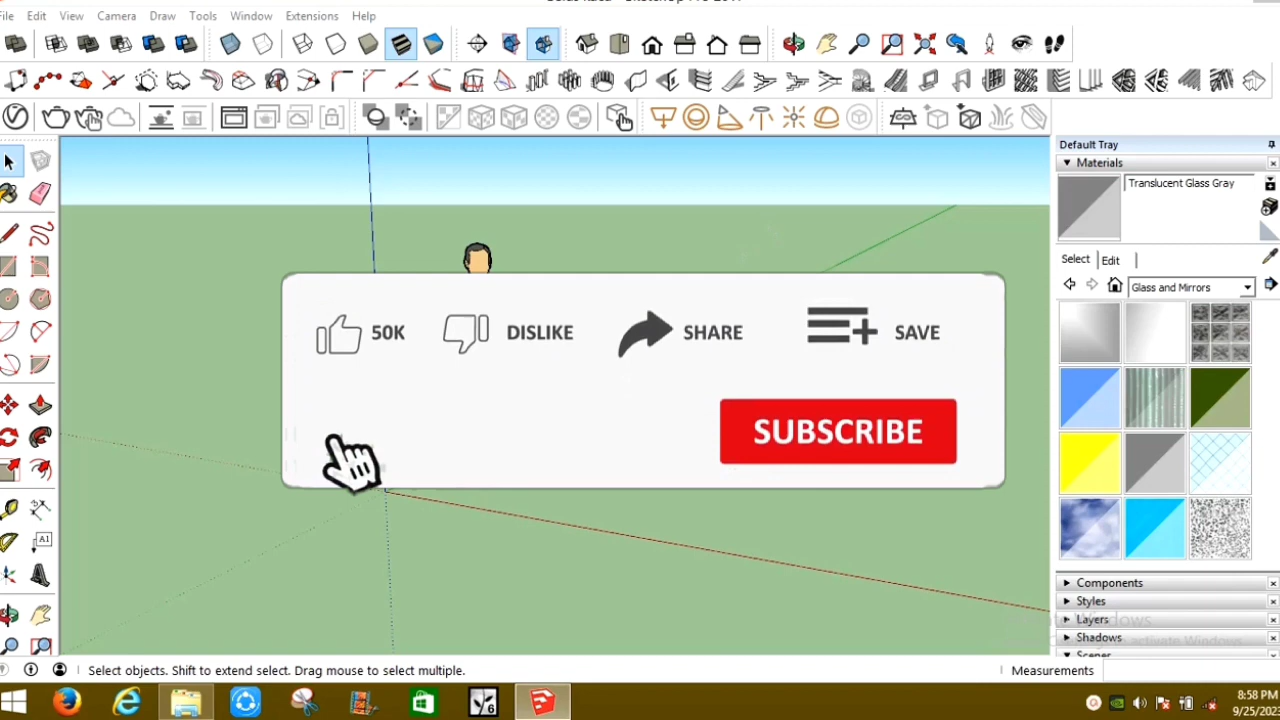 File Edit View Camera Draw Tools Window Extensions Help
Default Tray
Materials
Translucent Glass Gray
Select Edit
Glass and Mirrors
50K DISLIKE SHARE SAVE
SUBSCRIBE
A1
Components
Styles
Layers
Shadows
Select objects. Shift to extend select. Drag mouse to select multiple.
Measurements
8:58 PM